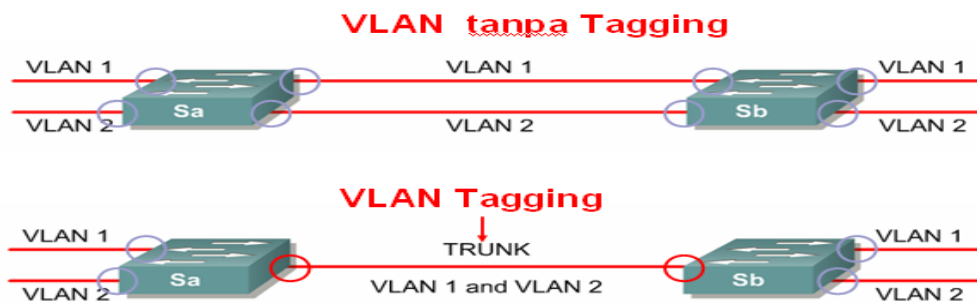 VLAN tanpa Tagging
VLAN 1 VLAN 1 VLAN 1
Sa Sb
VLAN 2 VLAN 2 VLAN 2
VLAN Tagging
VLAN 1 TRUNK VLAN 1
Sa Sb
VLAN 2 VLAN 1 and VLAN 2 VLAN 2